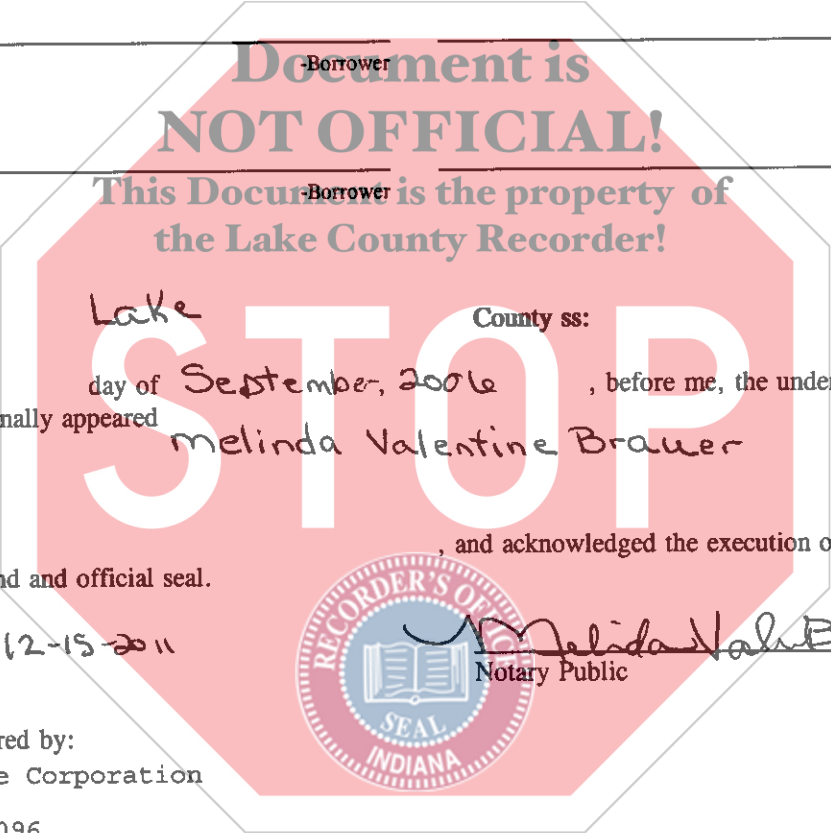 -Borrower
Document is
NOT OFFICIAL!
-Borrower
This Document is the property of
the Lake County Recorder!
STOP
Lake County ss:
day of September, 2006 , before me, the under
nally appeared
Melinda Valentine Brauer
, and acknowledged the execution o
nd and official seal.
12-15-2011
Notary Public
RECORDER'S OFFICE
SEAL
INDIANA
red by:
e Corporation
096